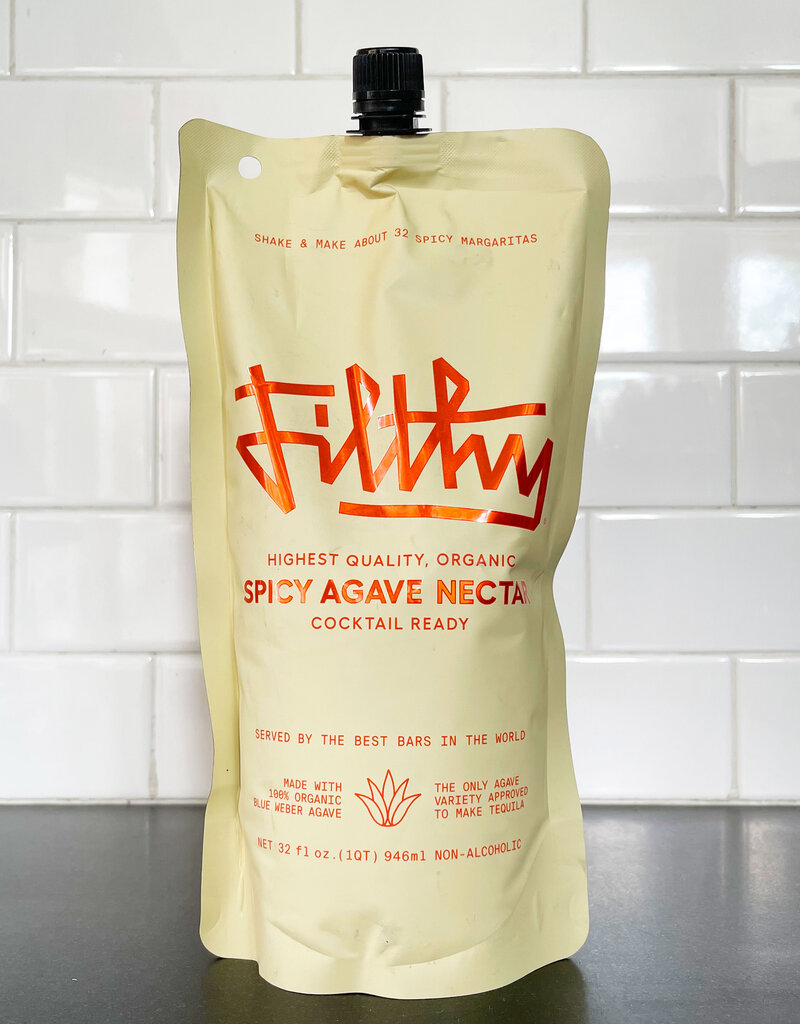 SHAKE & MAKE ABOUT 32 SPICY MARGARITAS
Filthy
HIGHEST QUALITY, ORGANIC
SPICY AGAVE NECTAR
COCKTAIL READY
SERVED BY THE BEST BARS IN THE WORLD
MADE WITH
100% ORGANIC
BLUE WEBER AGAVE
THE ONLY AGAVE
VARIETY APPROVED
TO MAKE TEQUILA
NET 32 fl oz.(1QT) 946ml NON-ALCOHOLIC